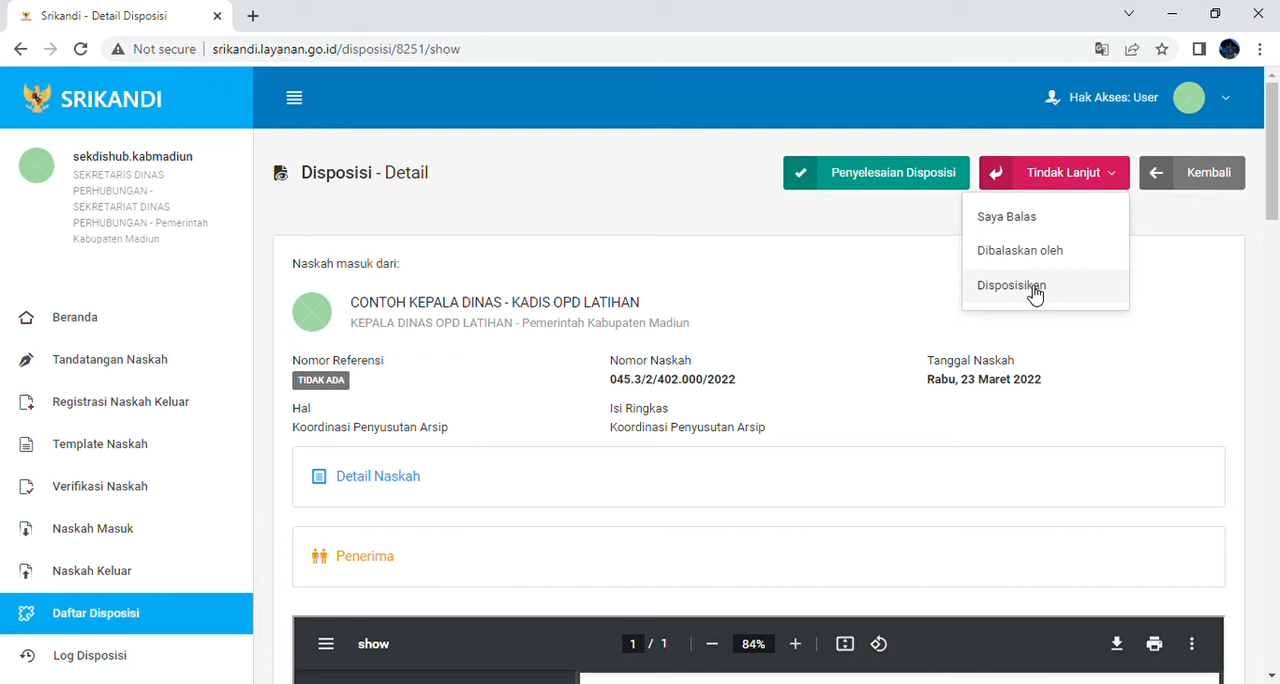 Srikandi - Detail Disposisi
Not secure
srikandi.layanan.go.id/disposisi/8251/show
SRIKANDI
Hak Akses: User
sekdishub.kabmadiun
SEKRETARIS DINAS
PERHUBUNGAN -
SEKRETARIAT DINAS
PERHUBUNGAN - Pemerintah
Kabupaten Madiun
Beranda
Tandatangan Naskah
Registrasi Naskah Keluar
Template Naskah
Verifikasi Naskah
Naskah Masuk
Naskah Keluar
Daftar Disposisi
Log Disposisi
Disposisi - Detail
Penyelesaian Disposisi
Tindak Lanjut
Kembali
Saya Balas
Dibalaskan oleh
Disposisikan
Naskah masuk dari:
CONTOH KEPALA DINAS - KADIS OPD LATIHAN
KEPALA DINAS OPD LATIHAN - Pemerintah Kabupaten Madiun
Nomor Referensi
TIDAK ADA
Nomor Naskah
045.3/2/402.000/2022
Tanggal Naskah
Rabu, 23 Maret 2022
Hal
Koordinasi Penyusutan Arsip
Isi Ringkas
Koordinasi Penyusutan Arsip
Detail Naskah
Penerima
show
1 / 1
84%